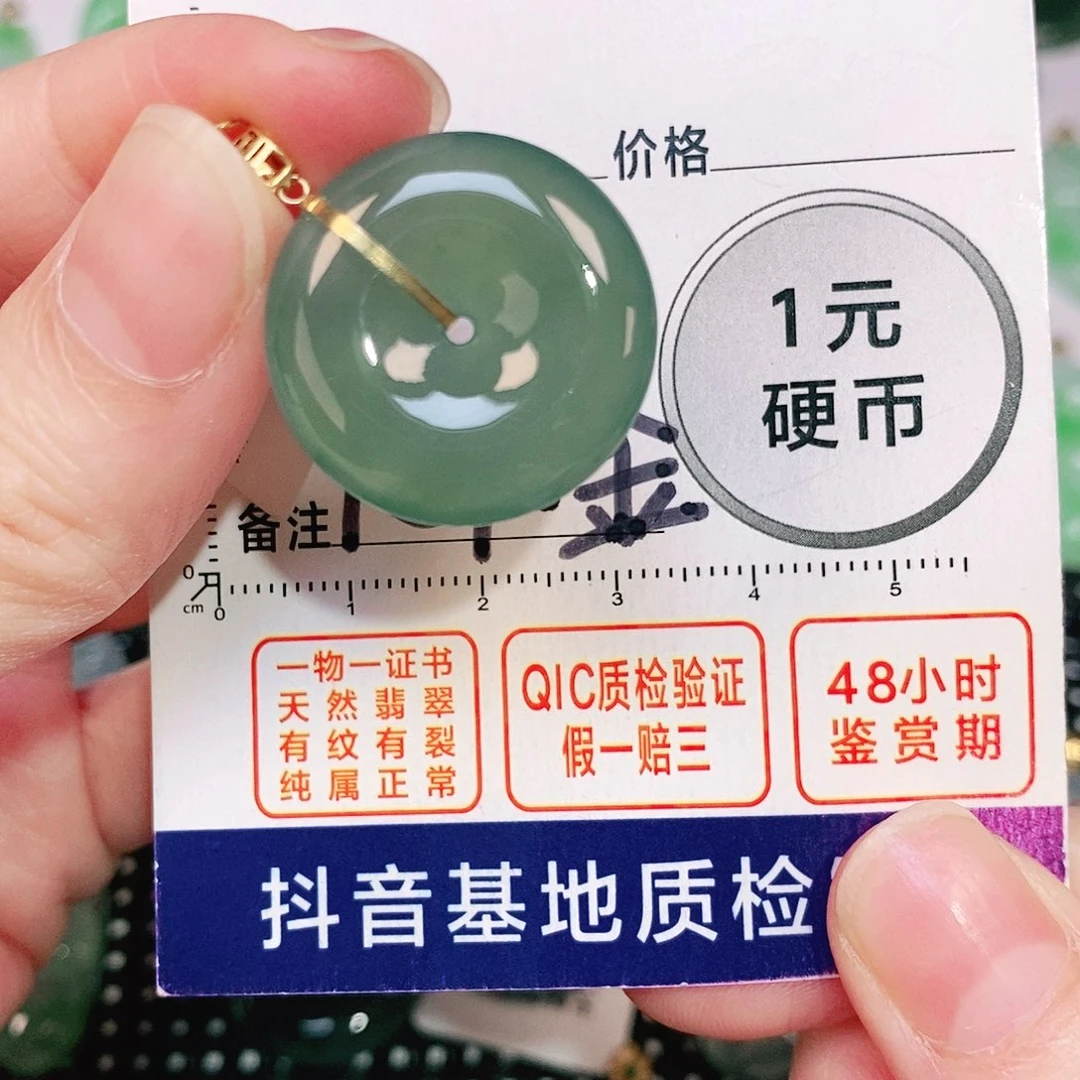 价格
1元
硬币
金
备注
0
cm 0 1 2 3 4 5
一物一证书
天然翡翠
有纹有裂
纯属正常
QIC质检验证
假一赔三
48小时
鉴赏期
抖音基地质检